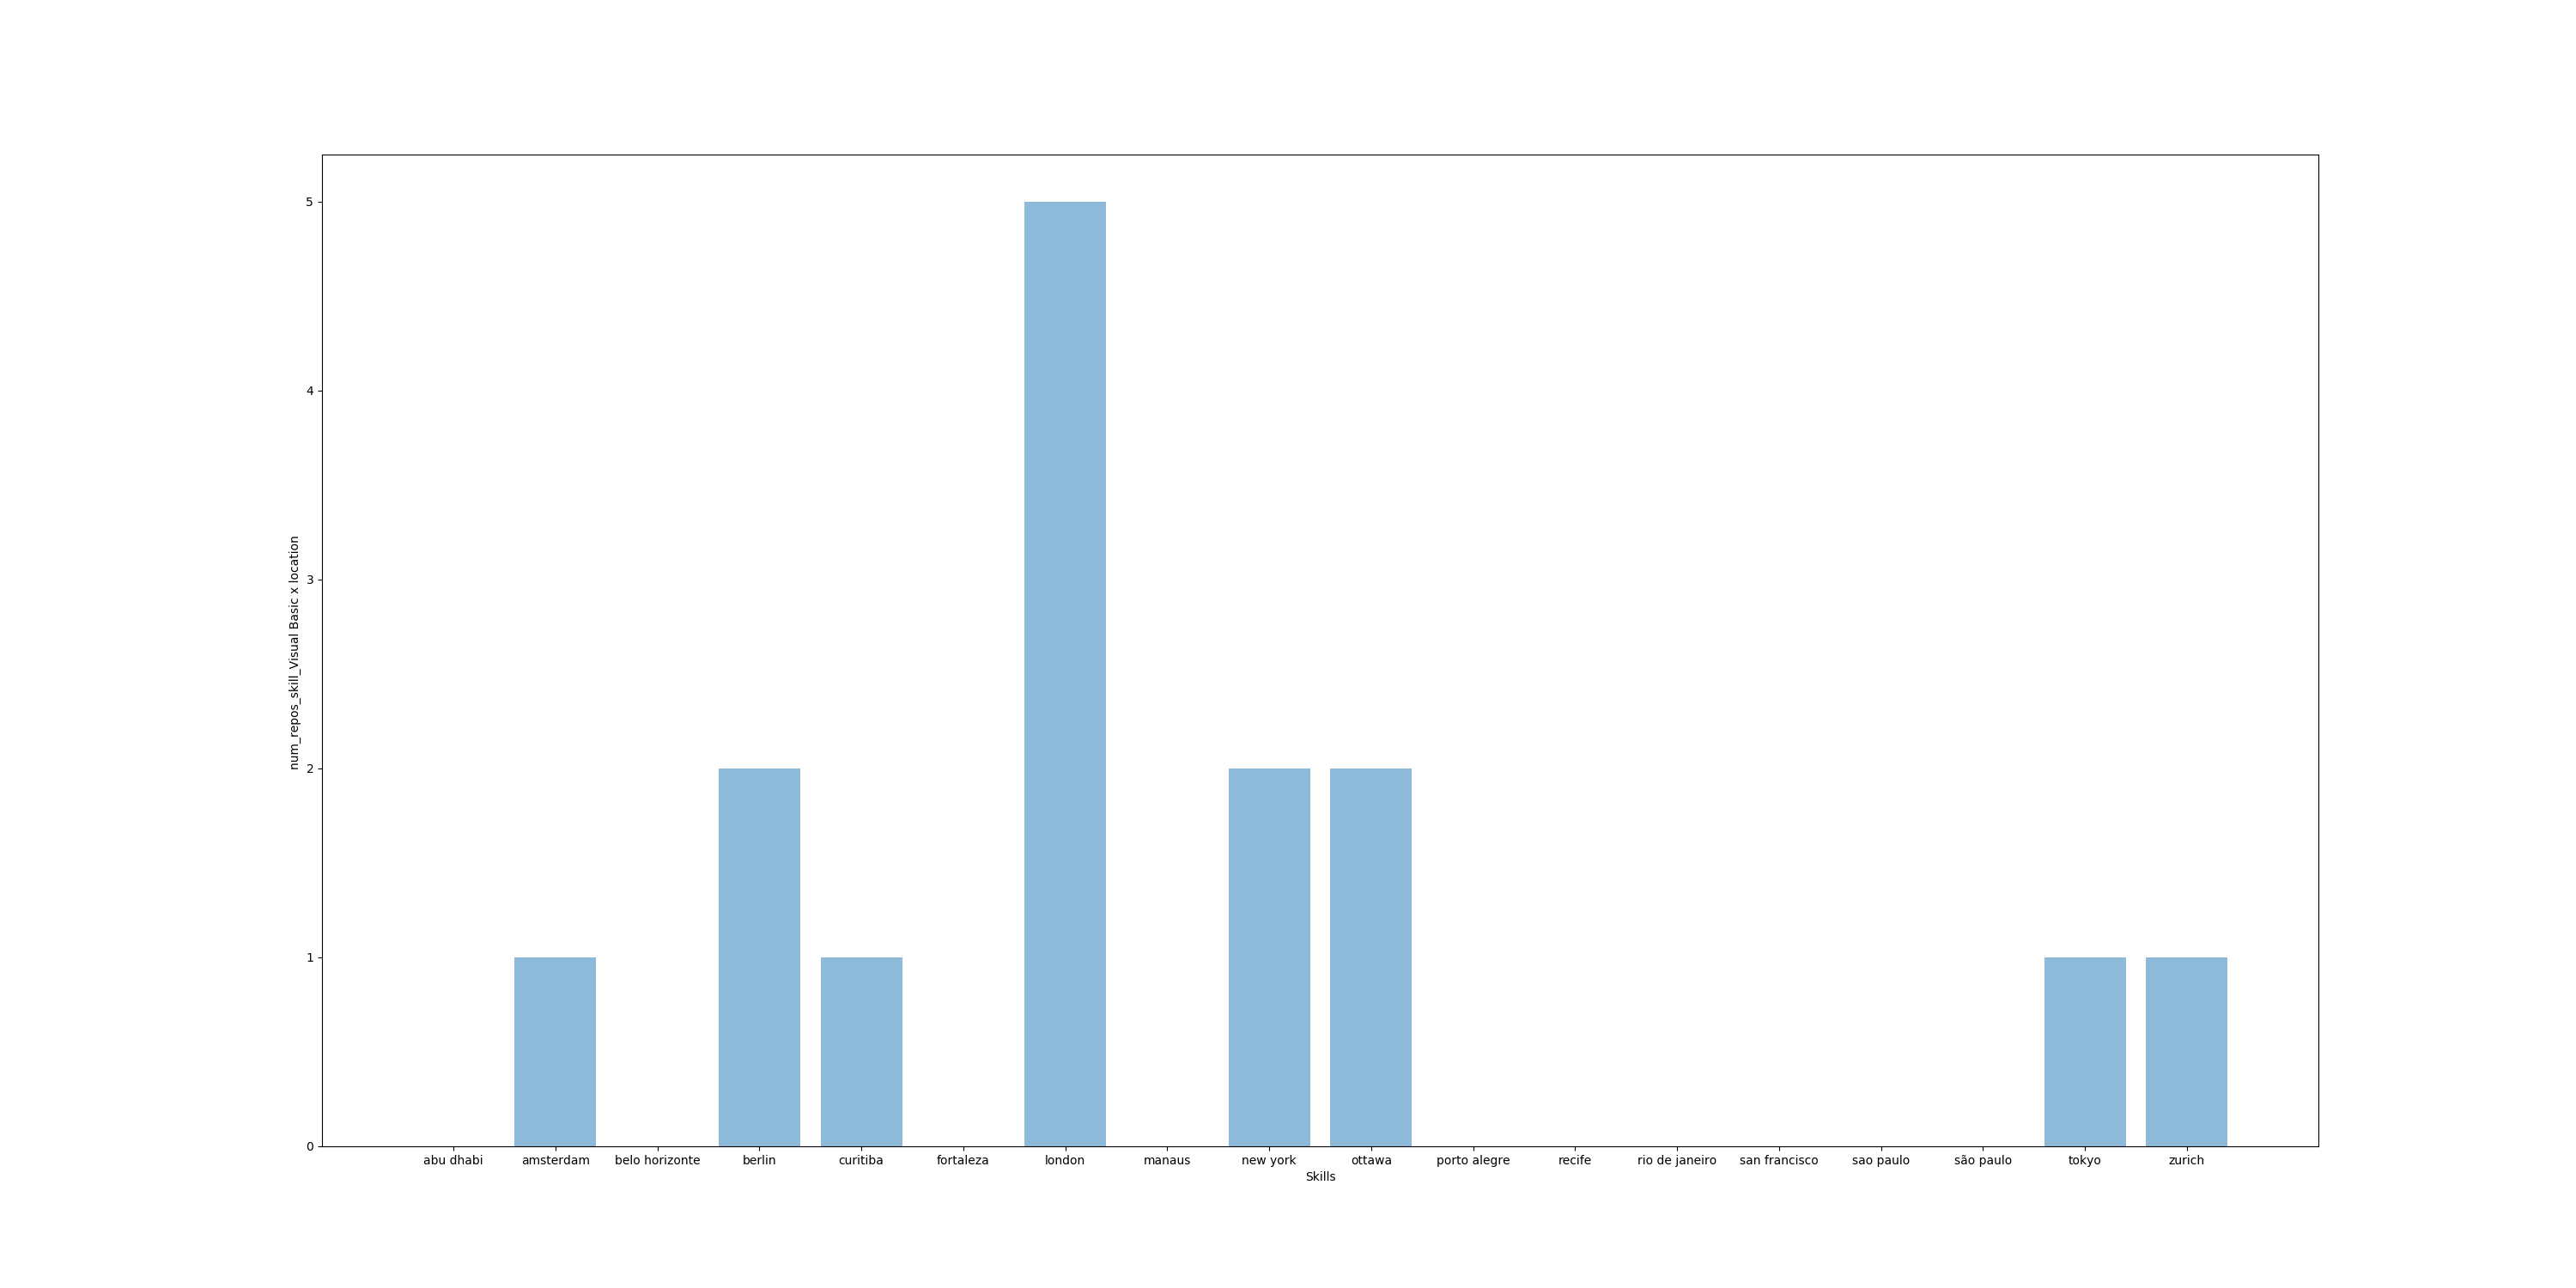 num_repos_skill_Visual Basic x location
5
4
3
2
1
0
abu dhabi amsterdam belo horizonte berlin curitiba fortaleza london manaus new york ottawa porto alegre recife rio de janeiro san francisco sao paulo são paulo tokyo zurich
Skills